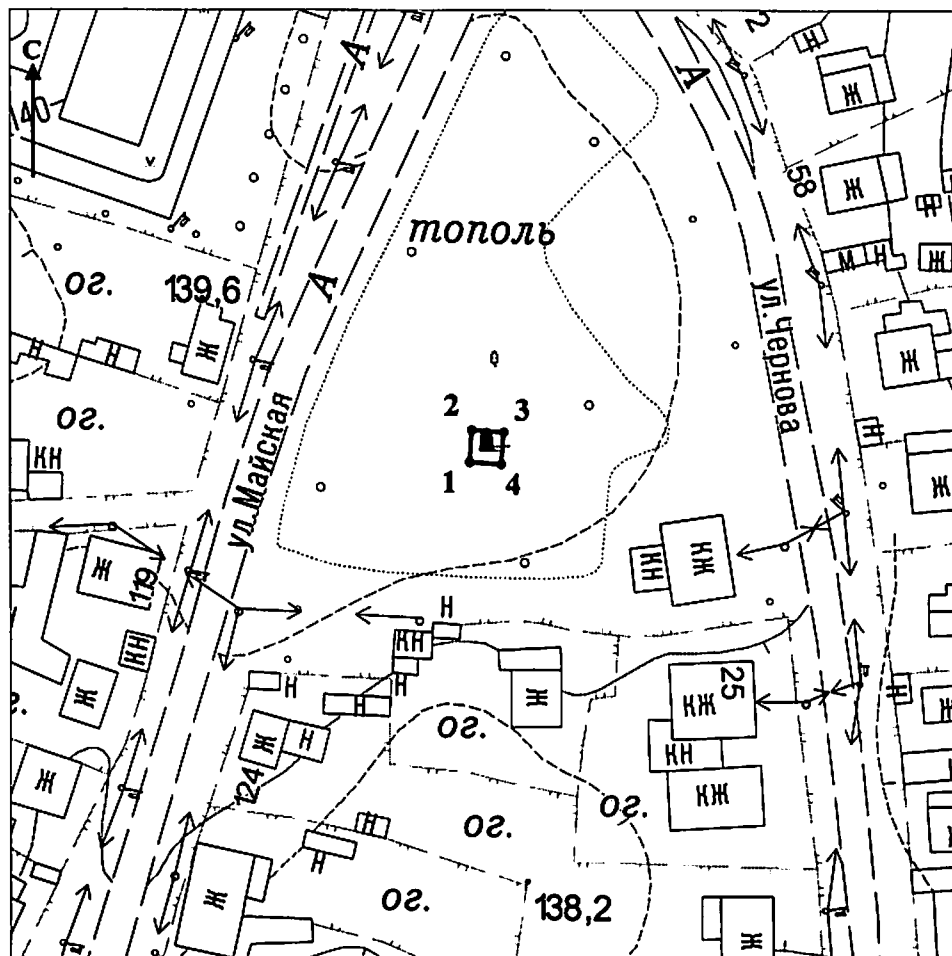 С
140
А
А
2
Н
Ж
58
Ж
Н
Ж
М Н
тополь
ог.
139,6
А
Н
Н
Ж
ул.Чернова
Ж
2
3
1
4
ог.
КН
ул.Майская
Н
Ж
Ж
119
КН
КЖ
КН
Н
КН
Н
Н
Н
Ж
Ж
25
КЖ
Н
Ж
г.
Ж
Н
124
ог.
КН
КЖ
Ж
ог.
ог.
Н
Н
Ж
Ж
ог.
138,2
Ж
Ж